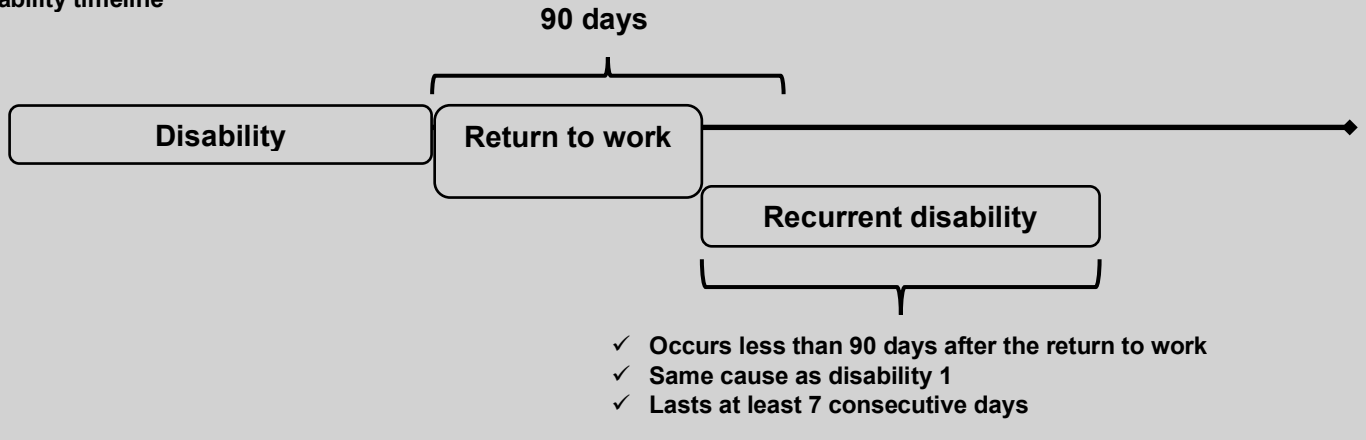 timeline
90 days
Disability
Return to work
Recurrent disability
✓ Occurs less than 90 days after the return to work
✓ Same cause as disability 1
✓ Lasts at least 7 consecutive days